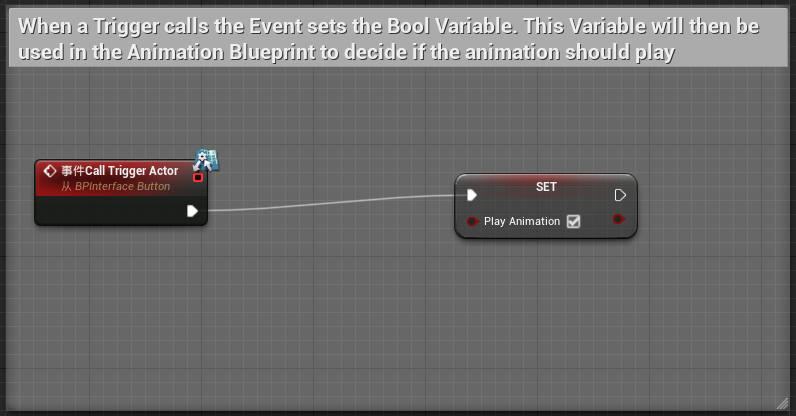 When a Trigger calls the Event sets the Bool Variable. This Variable will then be
used in the Animation Blueprint to decide if the animation should play
事件Call Trigger Actor
从 BPInterface Button
SET
Play Animation